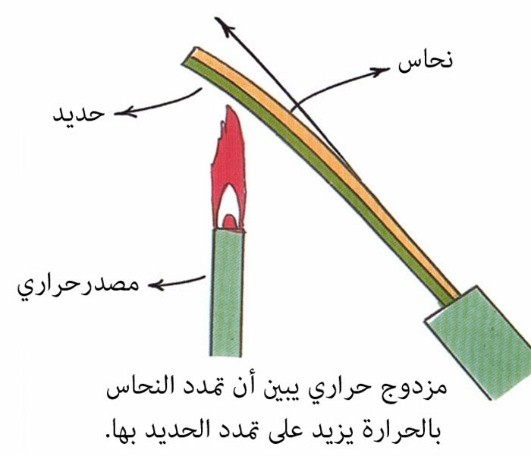 نحاس
حديد
مصدرحراري
مزدوج حراري يبين أن تمدد النحاس
بالحرارة يزيد على تمدد الحديد بها.